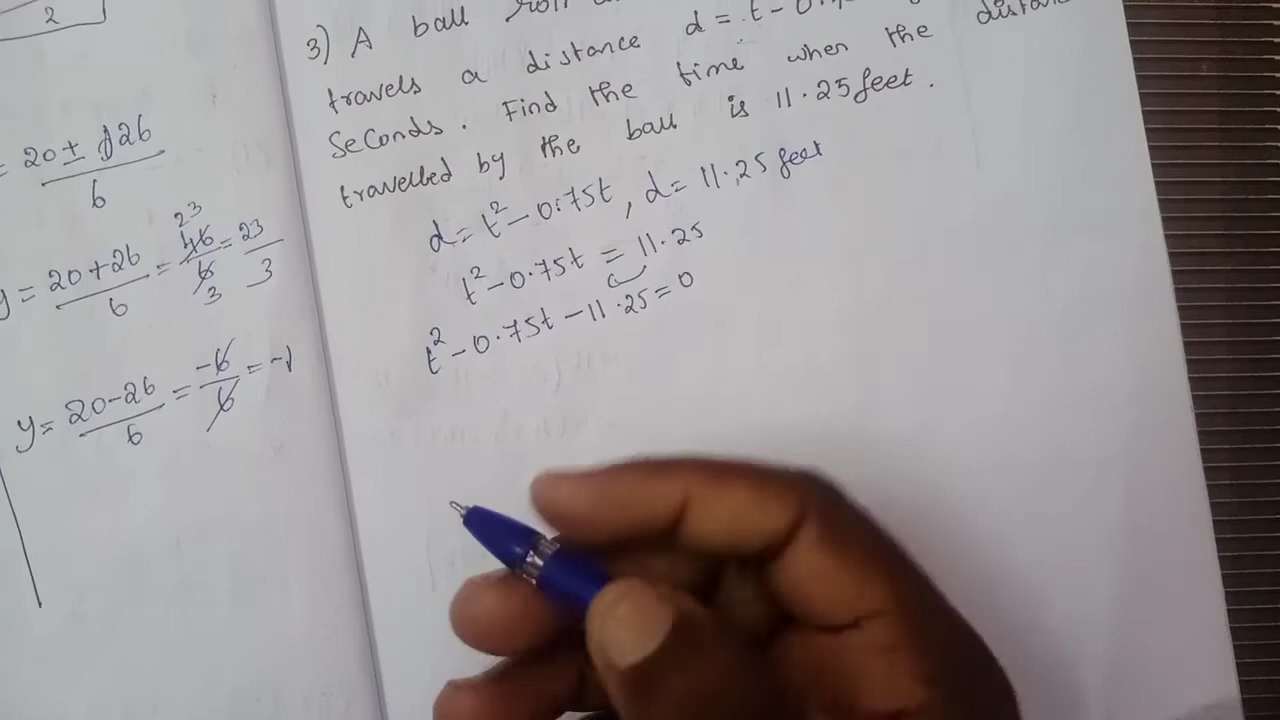 2
= 20 ± √26 / 6
y = 20+26 / 6 = 46 / 6 = 23 / 3
23
3
y = 20-26 / 6 = -6 / 6 = -1
3) A ball
travels a distance d = t -
seconds. Find the time when the
travelled by the ball is 11.25 feet.
d = t² - 0.75t, d = 11.25 feet
t² - 0.75t = 11.25
t² - 0.75t - 11.25 = 0